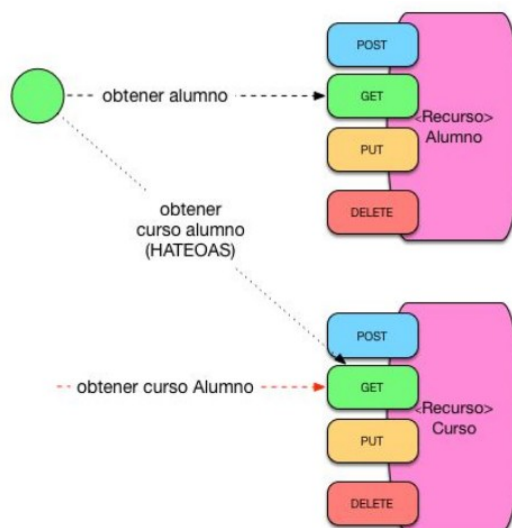 POST
obtener alumno
GET
<Recurso>
Alumno
PUT
DELETE
obtener
curso alumno
(HATEOAS)
POST
obtener curso Alumno
GET
<Recurso>
Curso
PUT
DELETE